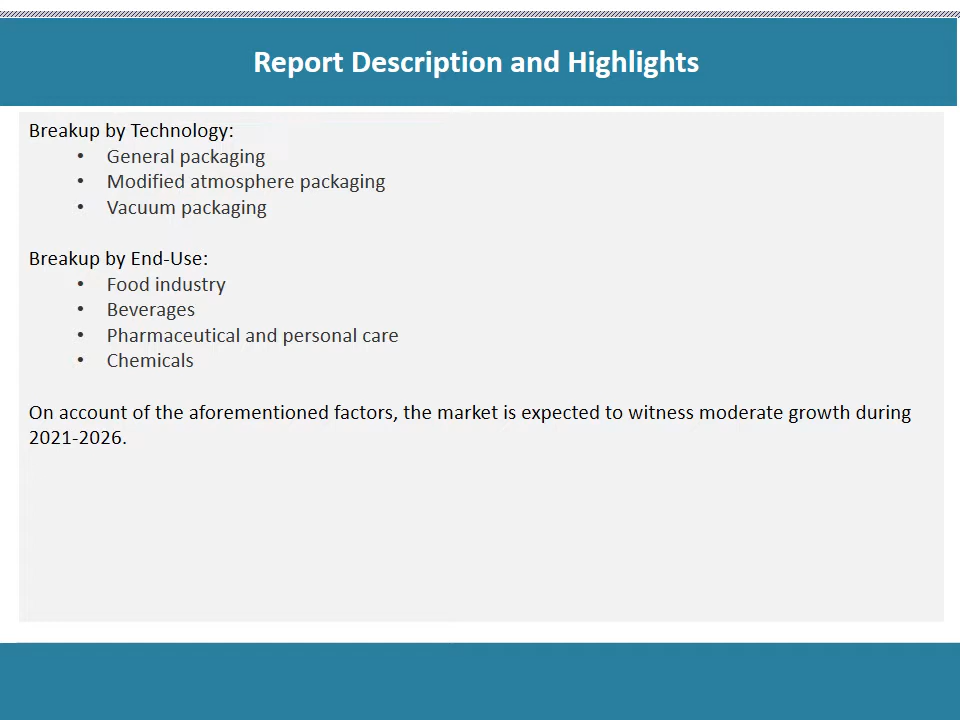 Report Description and Highlights
Breakup by Technology:
• General packaging
• Modified atmosphere packaging
• Vacuum packaging
Breakup by End-Use:
• Food industry
• Beverages
• Pharmaceutical and personal care
• Chemicals
On account of the aforementioned factors, the market is expected to witness moderate growth during
2021-2026.